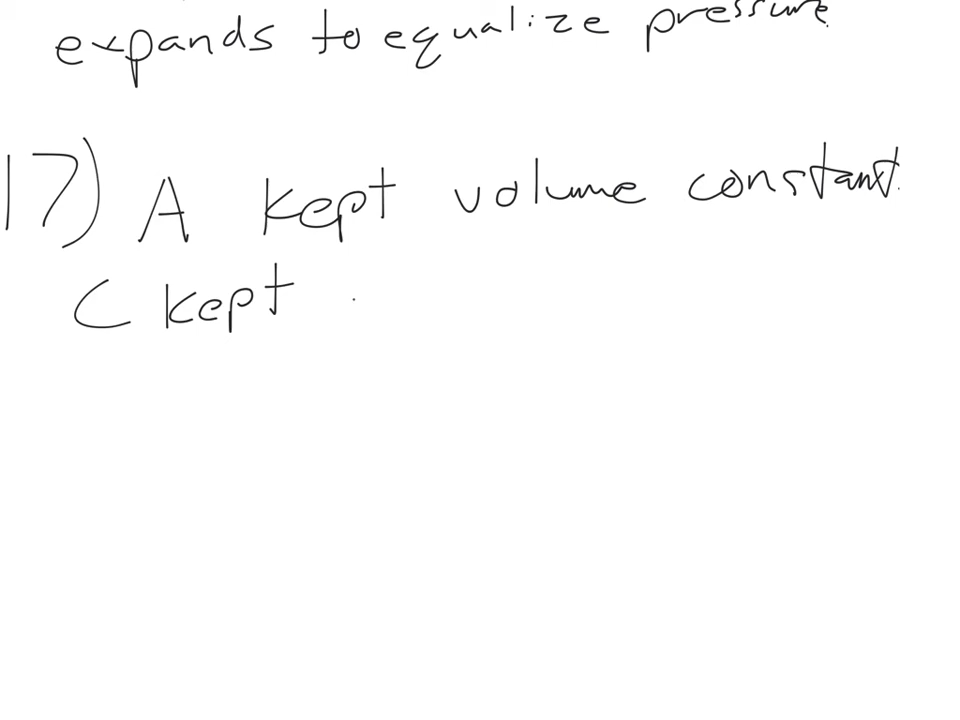 expands to equalize pressure
17) A kept volume constant.
C kept